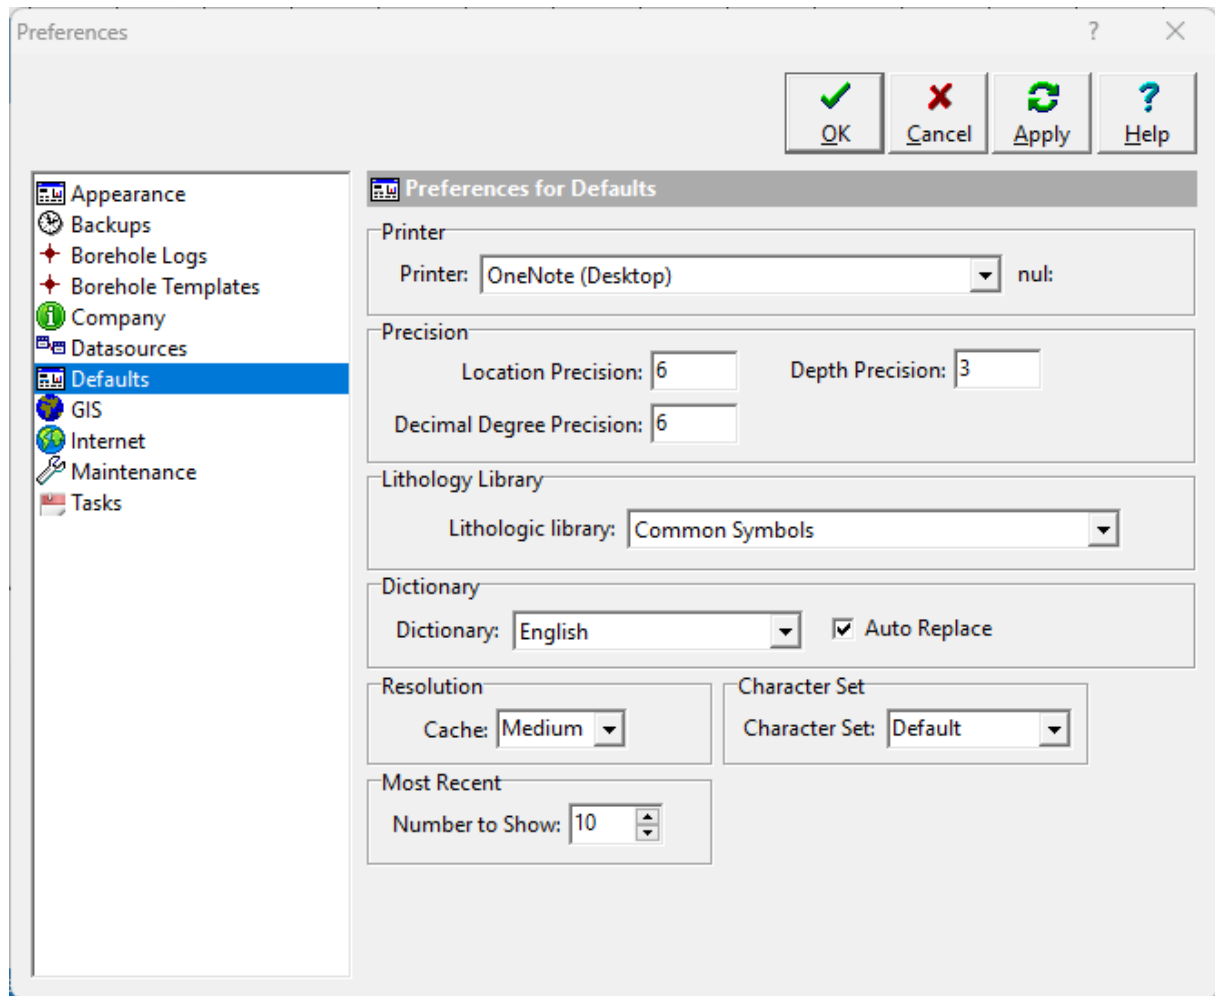 Preferences ?
OK Cancel Apply Help
Appearance
Backups
Borehole Logs
Borehole Templates
Company
Datasources
Defaults
GIS
Internet
Maintenance
Tasks
Preferences for Defaults
Printer
Printer: OneNote (Desktop) nul:
Precision
Location Precision: 6 Depth Precision: 3
Decimal Degree Precision: 6
Lithology Library
Lithologic library: Common Symbols
Dictionary
Dictionary: English Auto Replace
Resolution
Cache: Medium
Character Set
Character Set: Default
Most Recent
Number to Show: 10